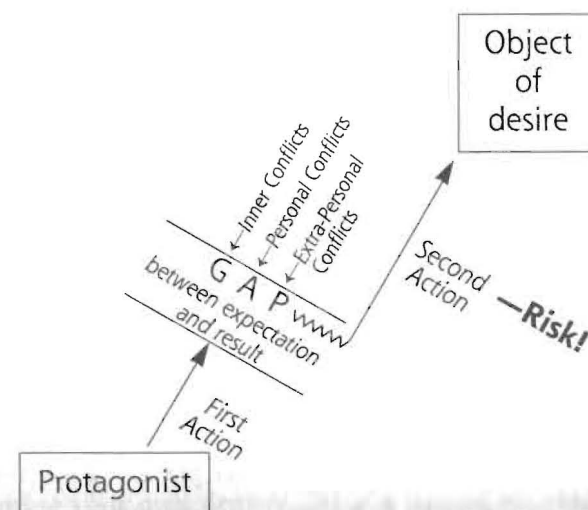 Object
of
desire
Inner Conflicts
Personal Conflicts
Extra-Personal
Conflicts
GAP
between expectation
and result
Second
Action
—Risk!
First
Action
Protagonist